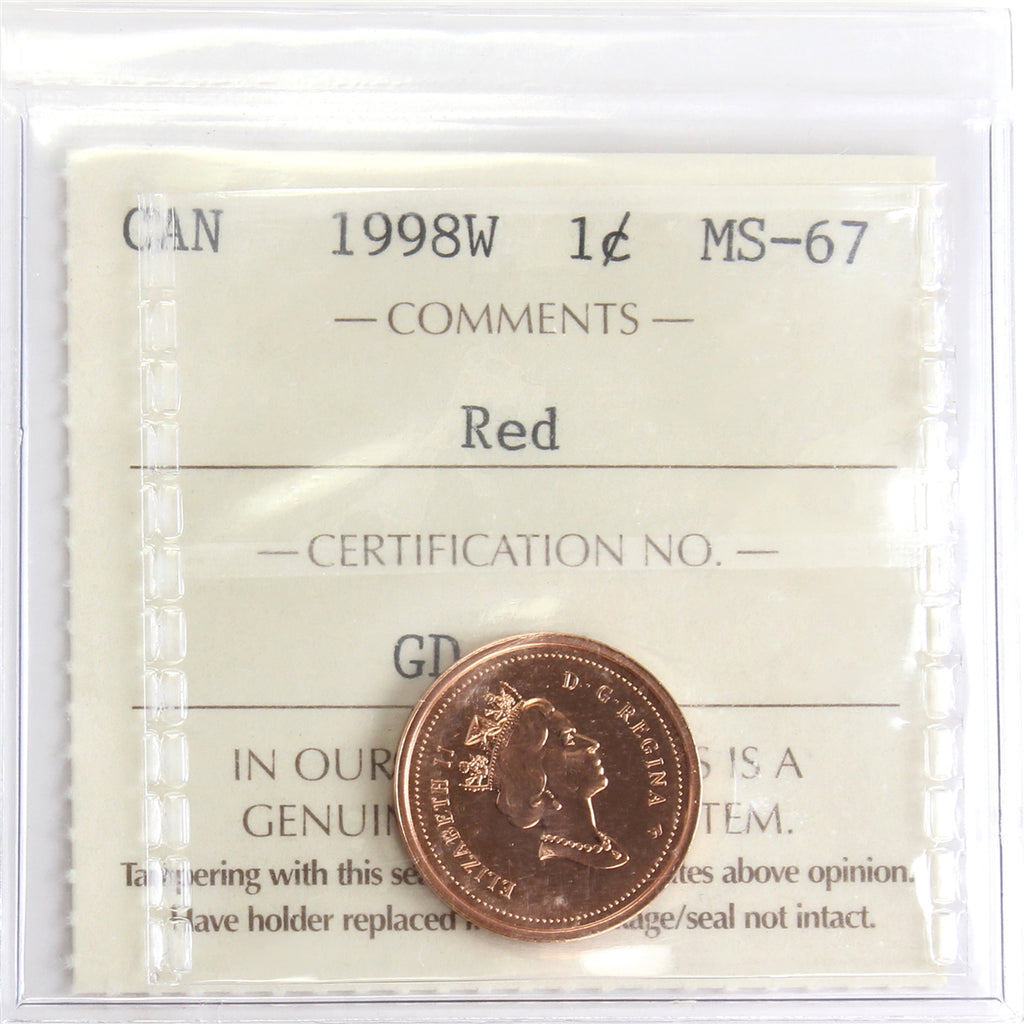 CAN 1998W 1¢ MS-67
— COMMENTS —
Red
— CERTIFICATION NO. —
GD
IN OUR S IS A
GENUIN TEM.
Tampering with this sea tes above opinion.
Have holder replaced age/seal not intact.
ELIZABETH II D·G·REGINA